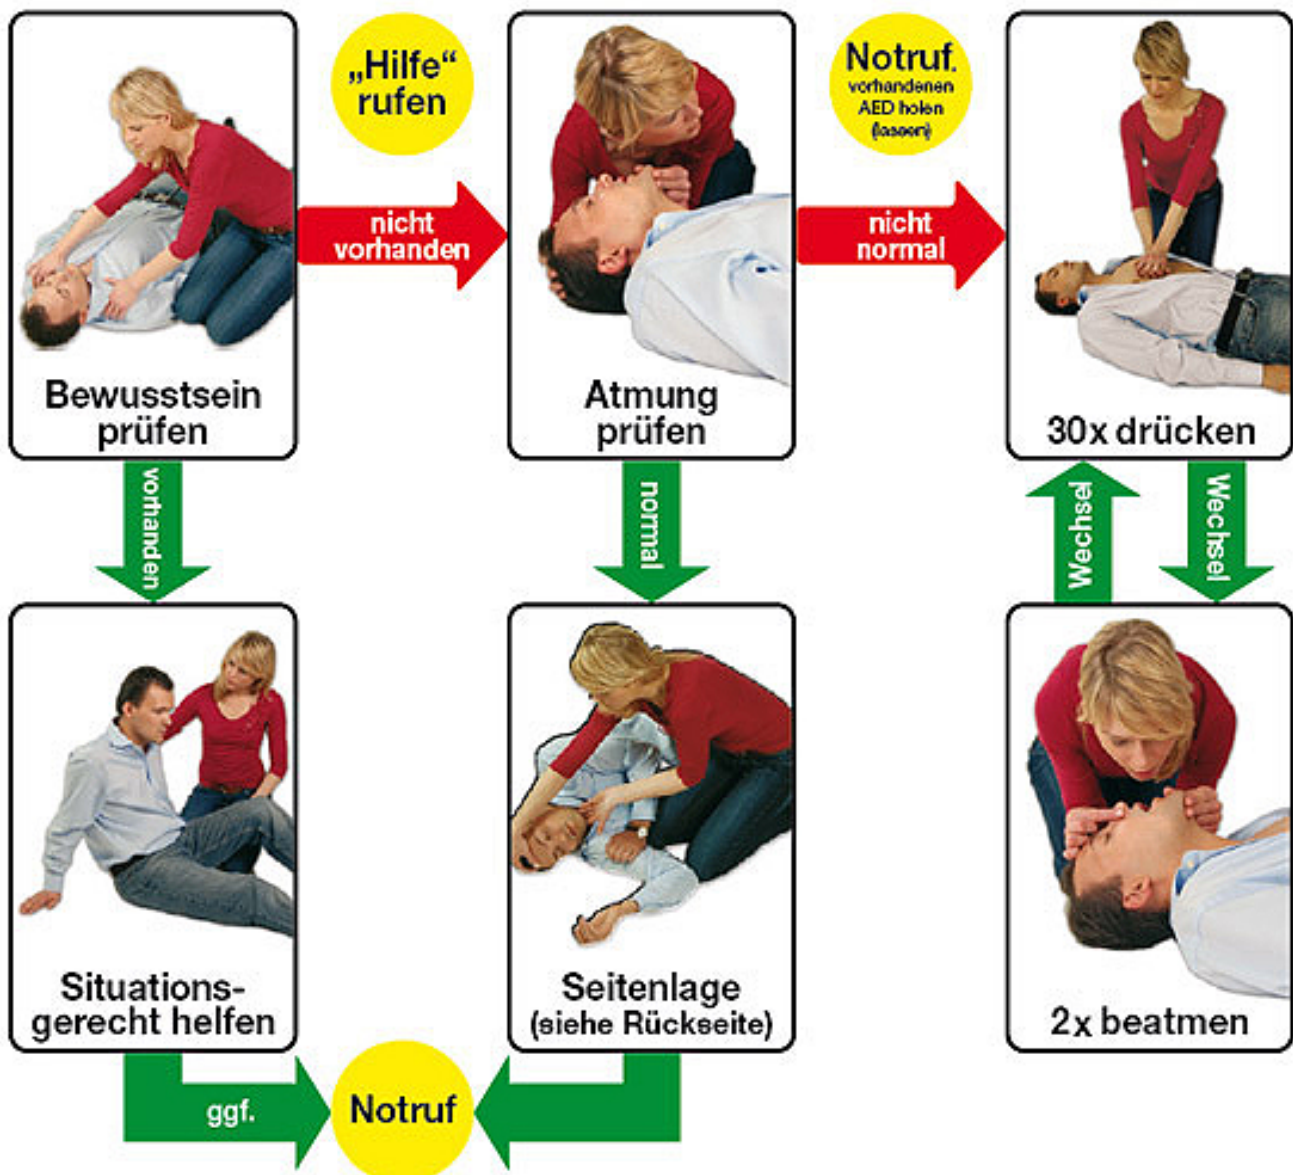 „Hilfe“
rufen
Notruf.
vorhandenen
AED holen
(lassen)
nicht
vorhanden
nicht
normal
Bewusstsein
prüfen
Atmung
prüfen
30x drücken
vorhanden
normal
Wechsel
Wechsel
Situations-
gerecht helfen
Seitenlage
(siehe Rückseite)
2x beatmen
ggf.
Notruf